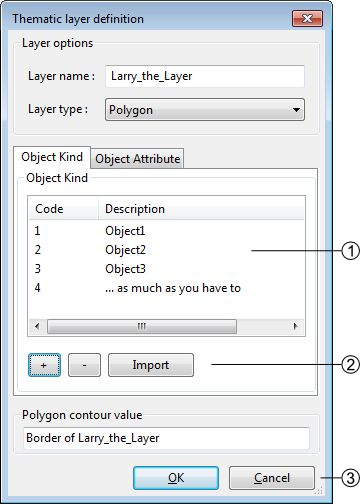 Thematic layer definition
Layer options
Layer name : Larry_the_Layer
Layer type : Polygon
Object Kind Object Attribute
Object Kind
Code Description
1 Object1
2 Object2
3 Object3
4 ... as much as you have to
+ - Import
Polygon contour value
Border of Larry_the_Layer
OK Cancel
1
2
3